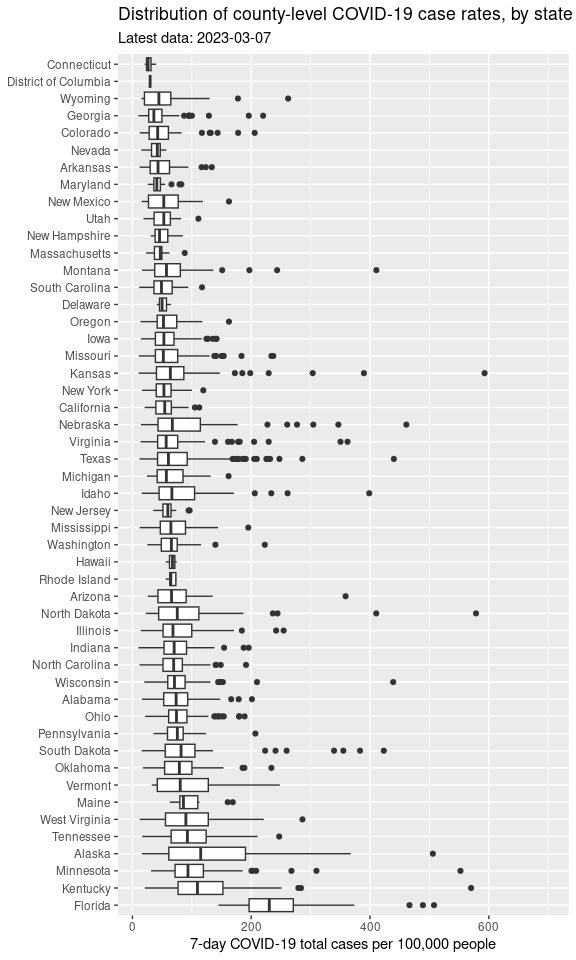 Distribution of county-level COVID-19 case rates, by state
Latest data: 2023-03-07
Connecticut
District of Columbia
Wyoming
Georgia
Colorado
Nevada
Arkansas
Maryland
New Mexico
Utah
New Hampshire
Massachusetts
Montana
South Carolina
Delaware
Oregon
Iowa
Missouri
Kansas
New York
California
Nebraska
Virginia
Texas
Michigan
Idaho
New Jersey
Mississippi
Washington
Hawaii
Rhode Island
Arizona
North Dakota
Illinois
Indiana
North Carolina
Wisconsin
Alabama
Ohio
Pennsylvania
South Dakota
Oklahoma
Vermont
Maine
West Virginia
Tennessee
Alaska
Minnesota
Kentucky
Florida
0 200 400 600
7-day COVID-19 total cases per 100,000 people